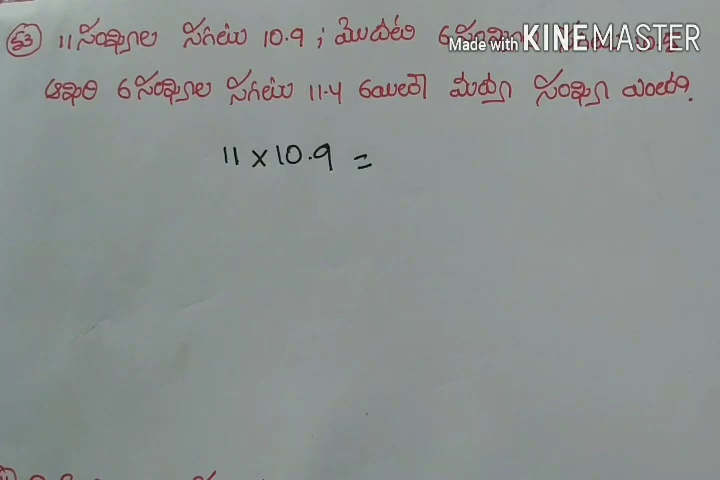 53 11 సంఖ్యల సగటు 10.9 ; మొదటి 6 సంఖ్యల
Made with KINEMASTER
ఆఖరి 6 సంఖ్యల సగటు 11.4 అయితే మధ్య సంఖ్య ఎంత.
11 × 10.9 =